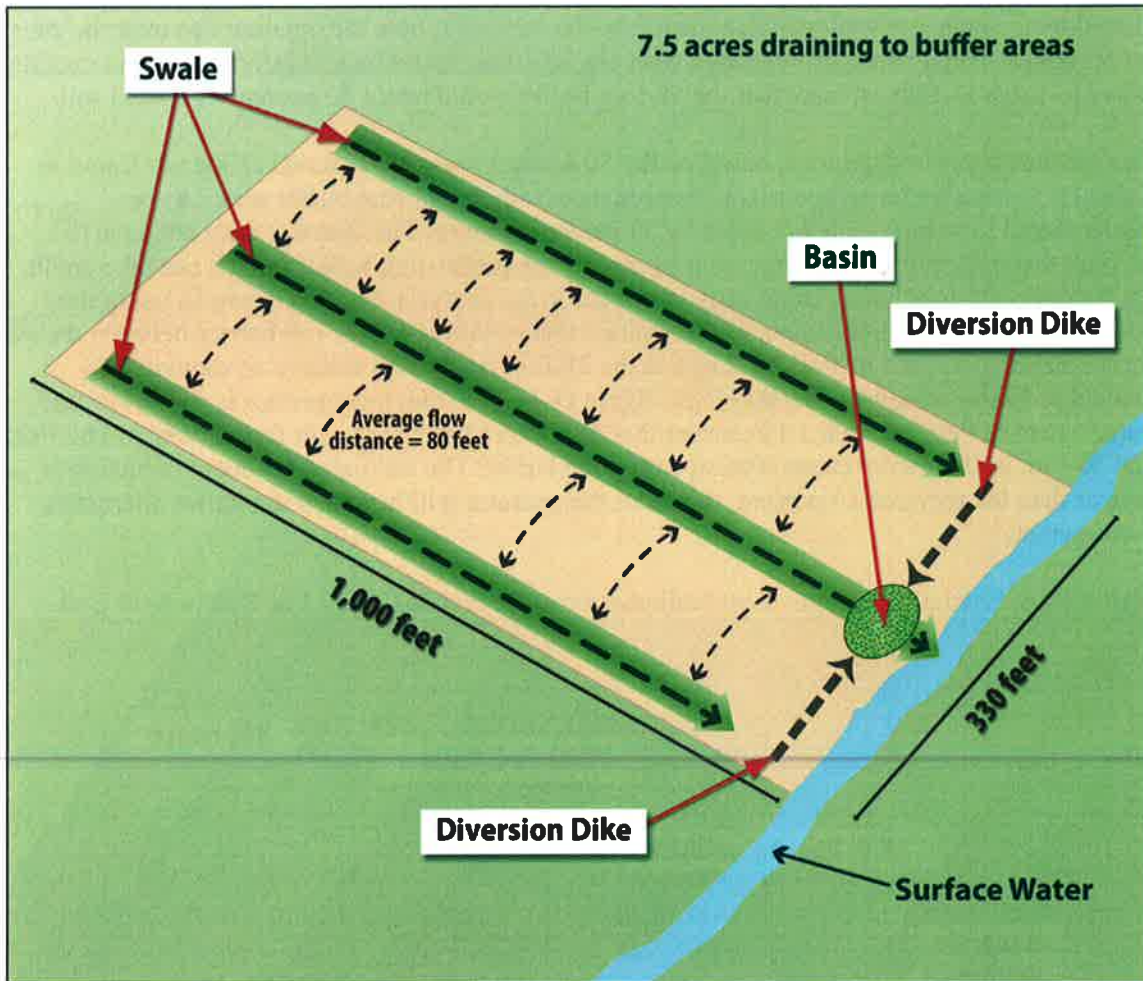 7.5 acres draining to buffer areas
Swale
Basin
Diversion Dike
Average flow
distance = 80 feet
1,000 feet
330 feet
Diversion Dike
Surface Water